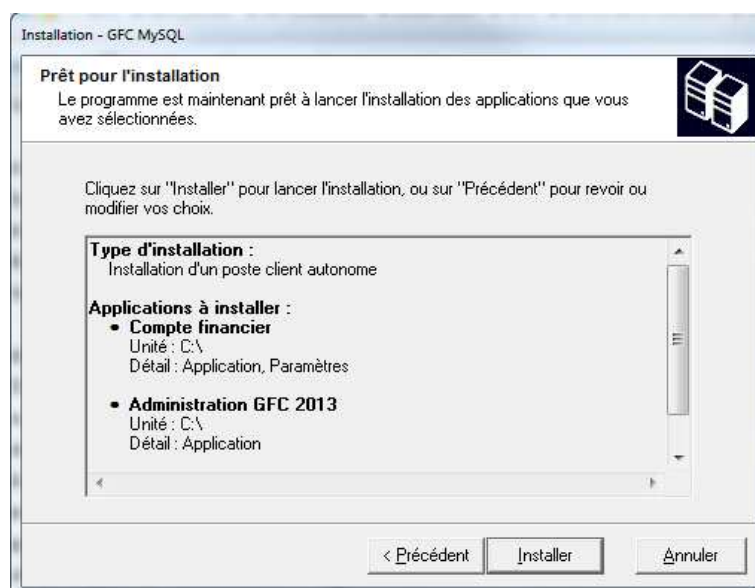 Installation - GFC MySQL
Prêt pour l'installation
Le programme est maintenant prêt à lancer l'installation des applications que vous
avez sélectionnées.
Cliquez sur "Installer" pour lancer l'installation, ou sur "Précédent" pour revoir ou
modifier vos choix.
Type d'installation :
Installation d'un poste client autonome
Applications à installer :
• Compte financier
Unité : C:\
Détail : Application, Paramètres
• Administration GFC 2013
Unité : C:\
Détail : Application
< Précédent
Installer
Annuler